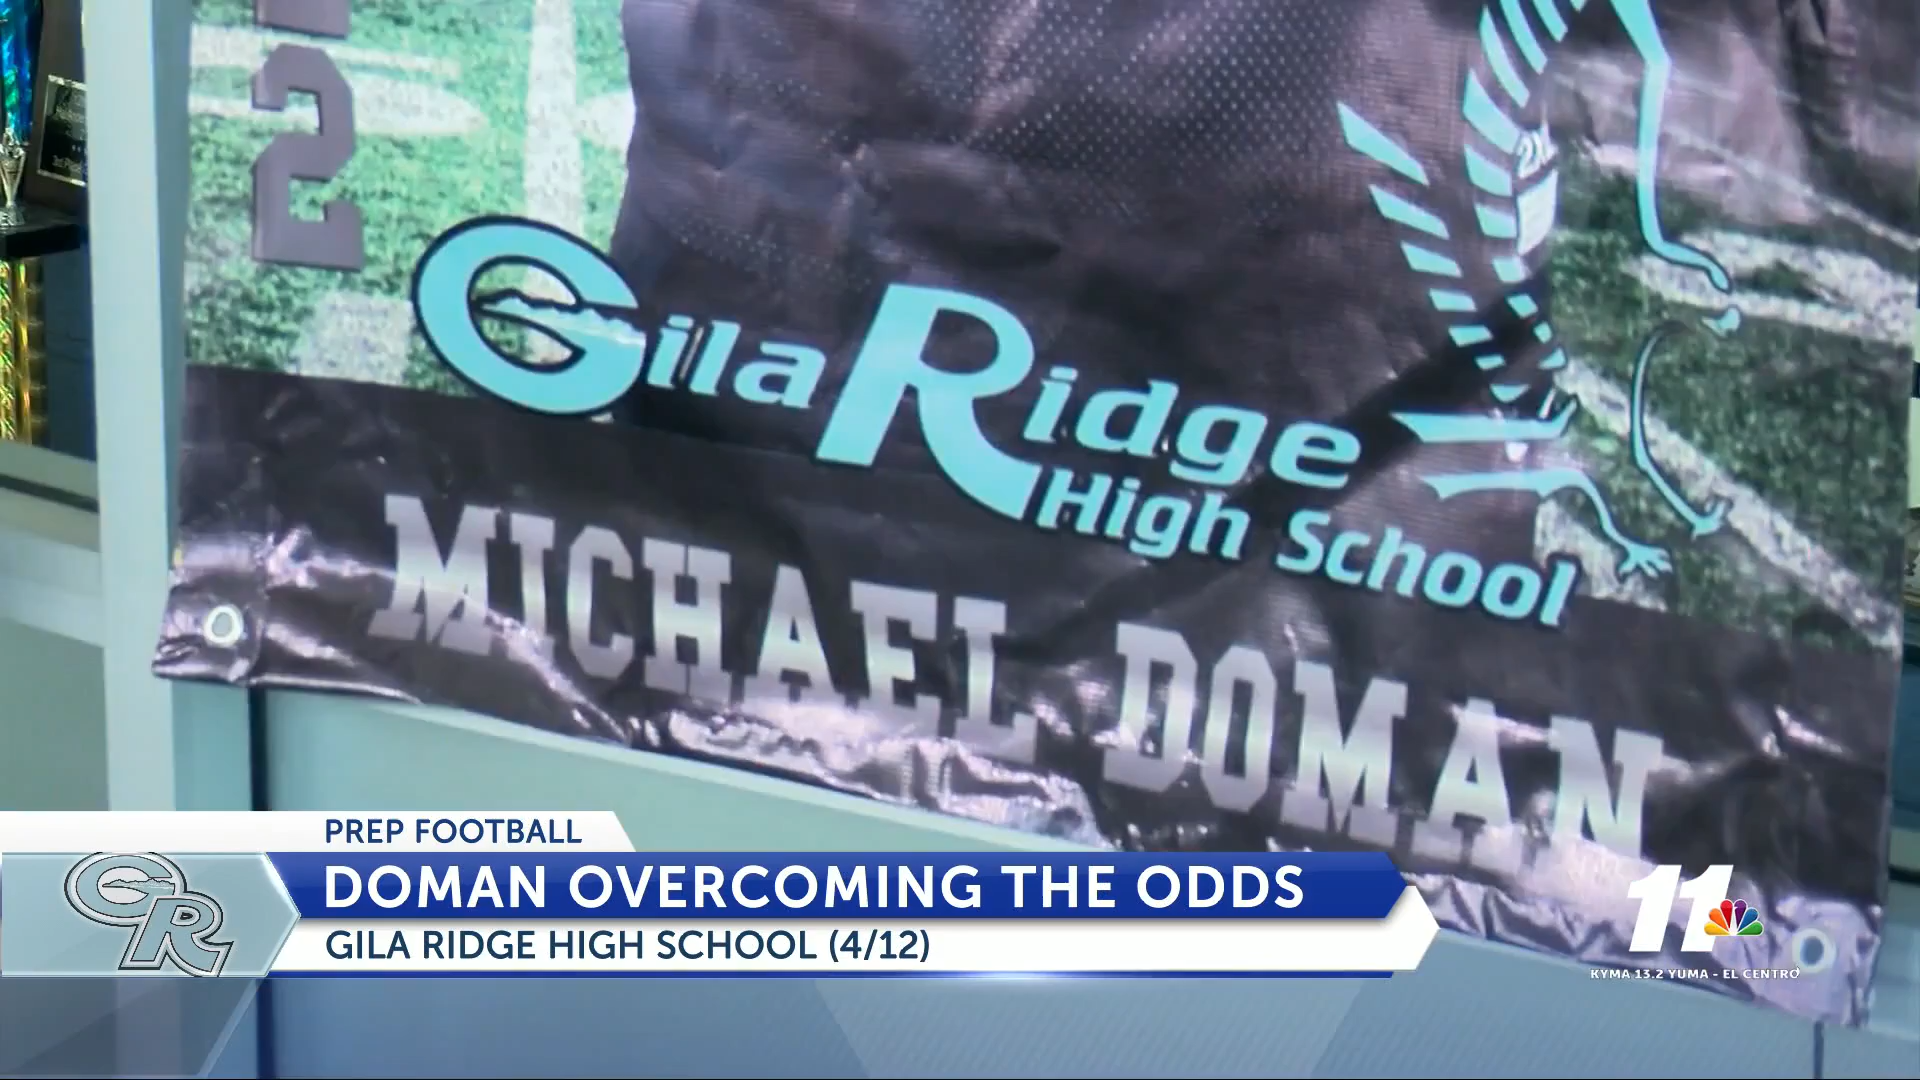 2
Gila Ridge
High School
MICHAEL DOMAN
PREP FOOTBALL
DOMAN OVERCOMING THE ODDS
GILA RIDGE HIGH SCHOOL (4/12)
GR
11
KYMA 13.2 YUMA - EL CENTRO